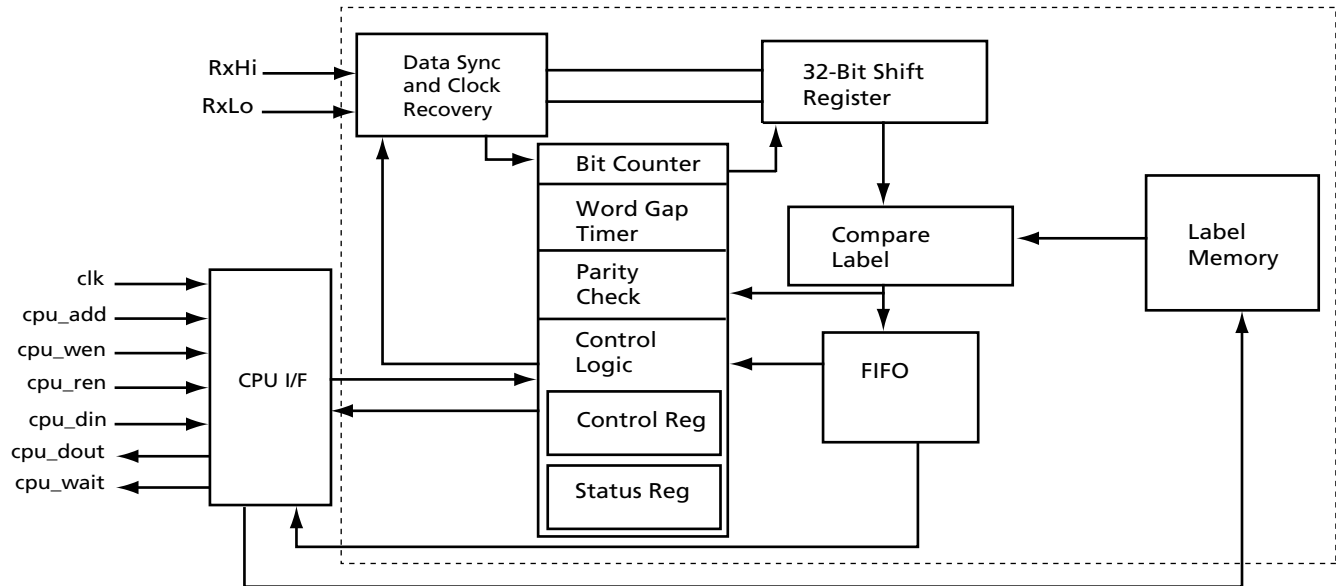 RxHi
RxLo
Data Sync
and Clock
Recovery
32-Bit Shift
Register
Bit Counter
Word Gap
Timer
Parity
Check
Control
Logic
Control Reg
Status Reg
Compare
Label
Label
Memory
FIFO
clk
cpu_add
cpu_wen
cpu_ren
cpu_din
cpu_dout
cpu_wait
CPU I/F